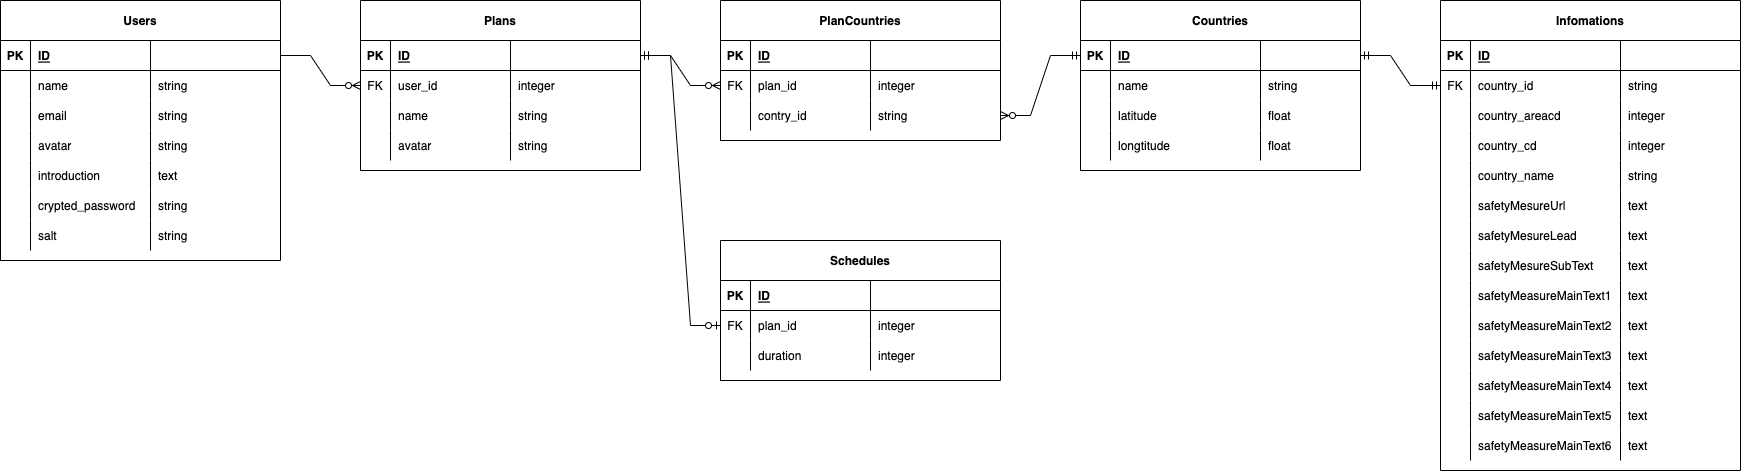 Users
PK ID
name string
email string
avatar string
introduction text
crypted_password string
salt string
Plans
PK ID
FK user_id integer
name string
avatar string
PlanCountries
PK ID
FK plan_id integer
contry_id string
Countries
PK ID
name string
latitude float
longtitude float
Infomations
PK ID
FK country_id string
country_areacd integer
country_cd integer
country_name string
safetyMesureUrl text
safetyMesureLead text
safetyMesureSubText text
safetyMeasureMainText1 text
safetyMeasureMainText2 text
safetyMeasureMainText3 text
safetyMeasureMainText4 text
safetyMeasureMainText5 text
safetyMeasureMainText6 text
Schedules
PK ID
FK plan_id integer
duration integer